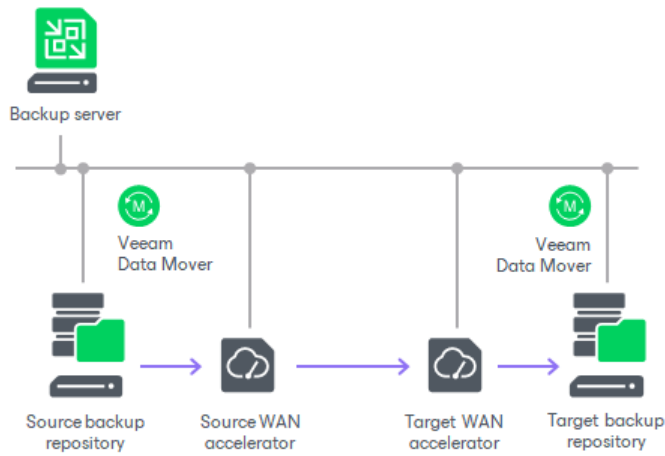 Backup server
M
Veeam
Data Mover
M
Veeam
Data Mover
Source backup
repository
Source WAN
accelerator
Target WAN
accelerator
Target backup
repository